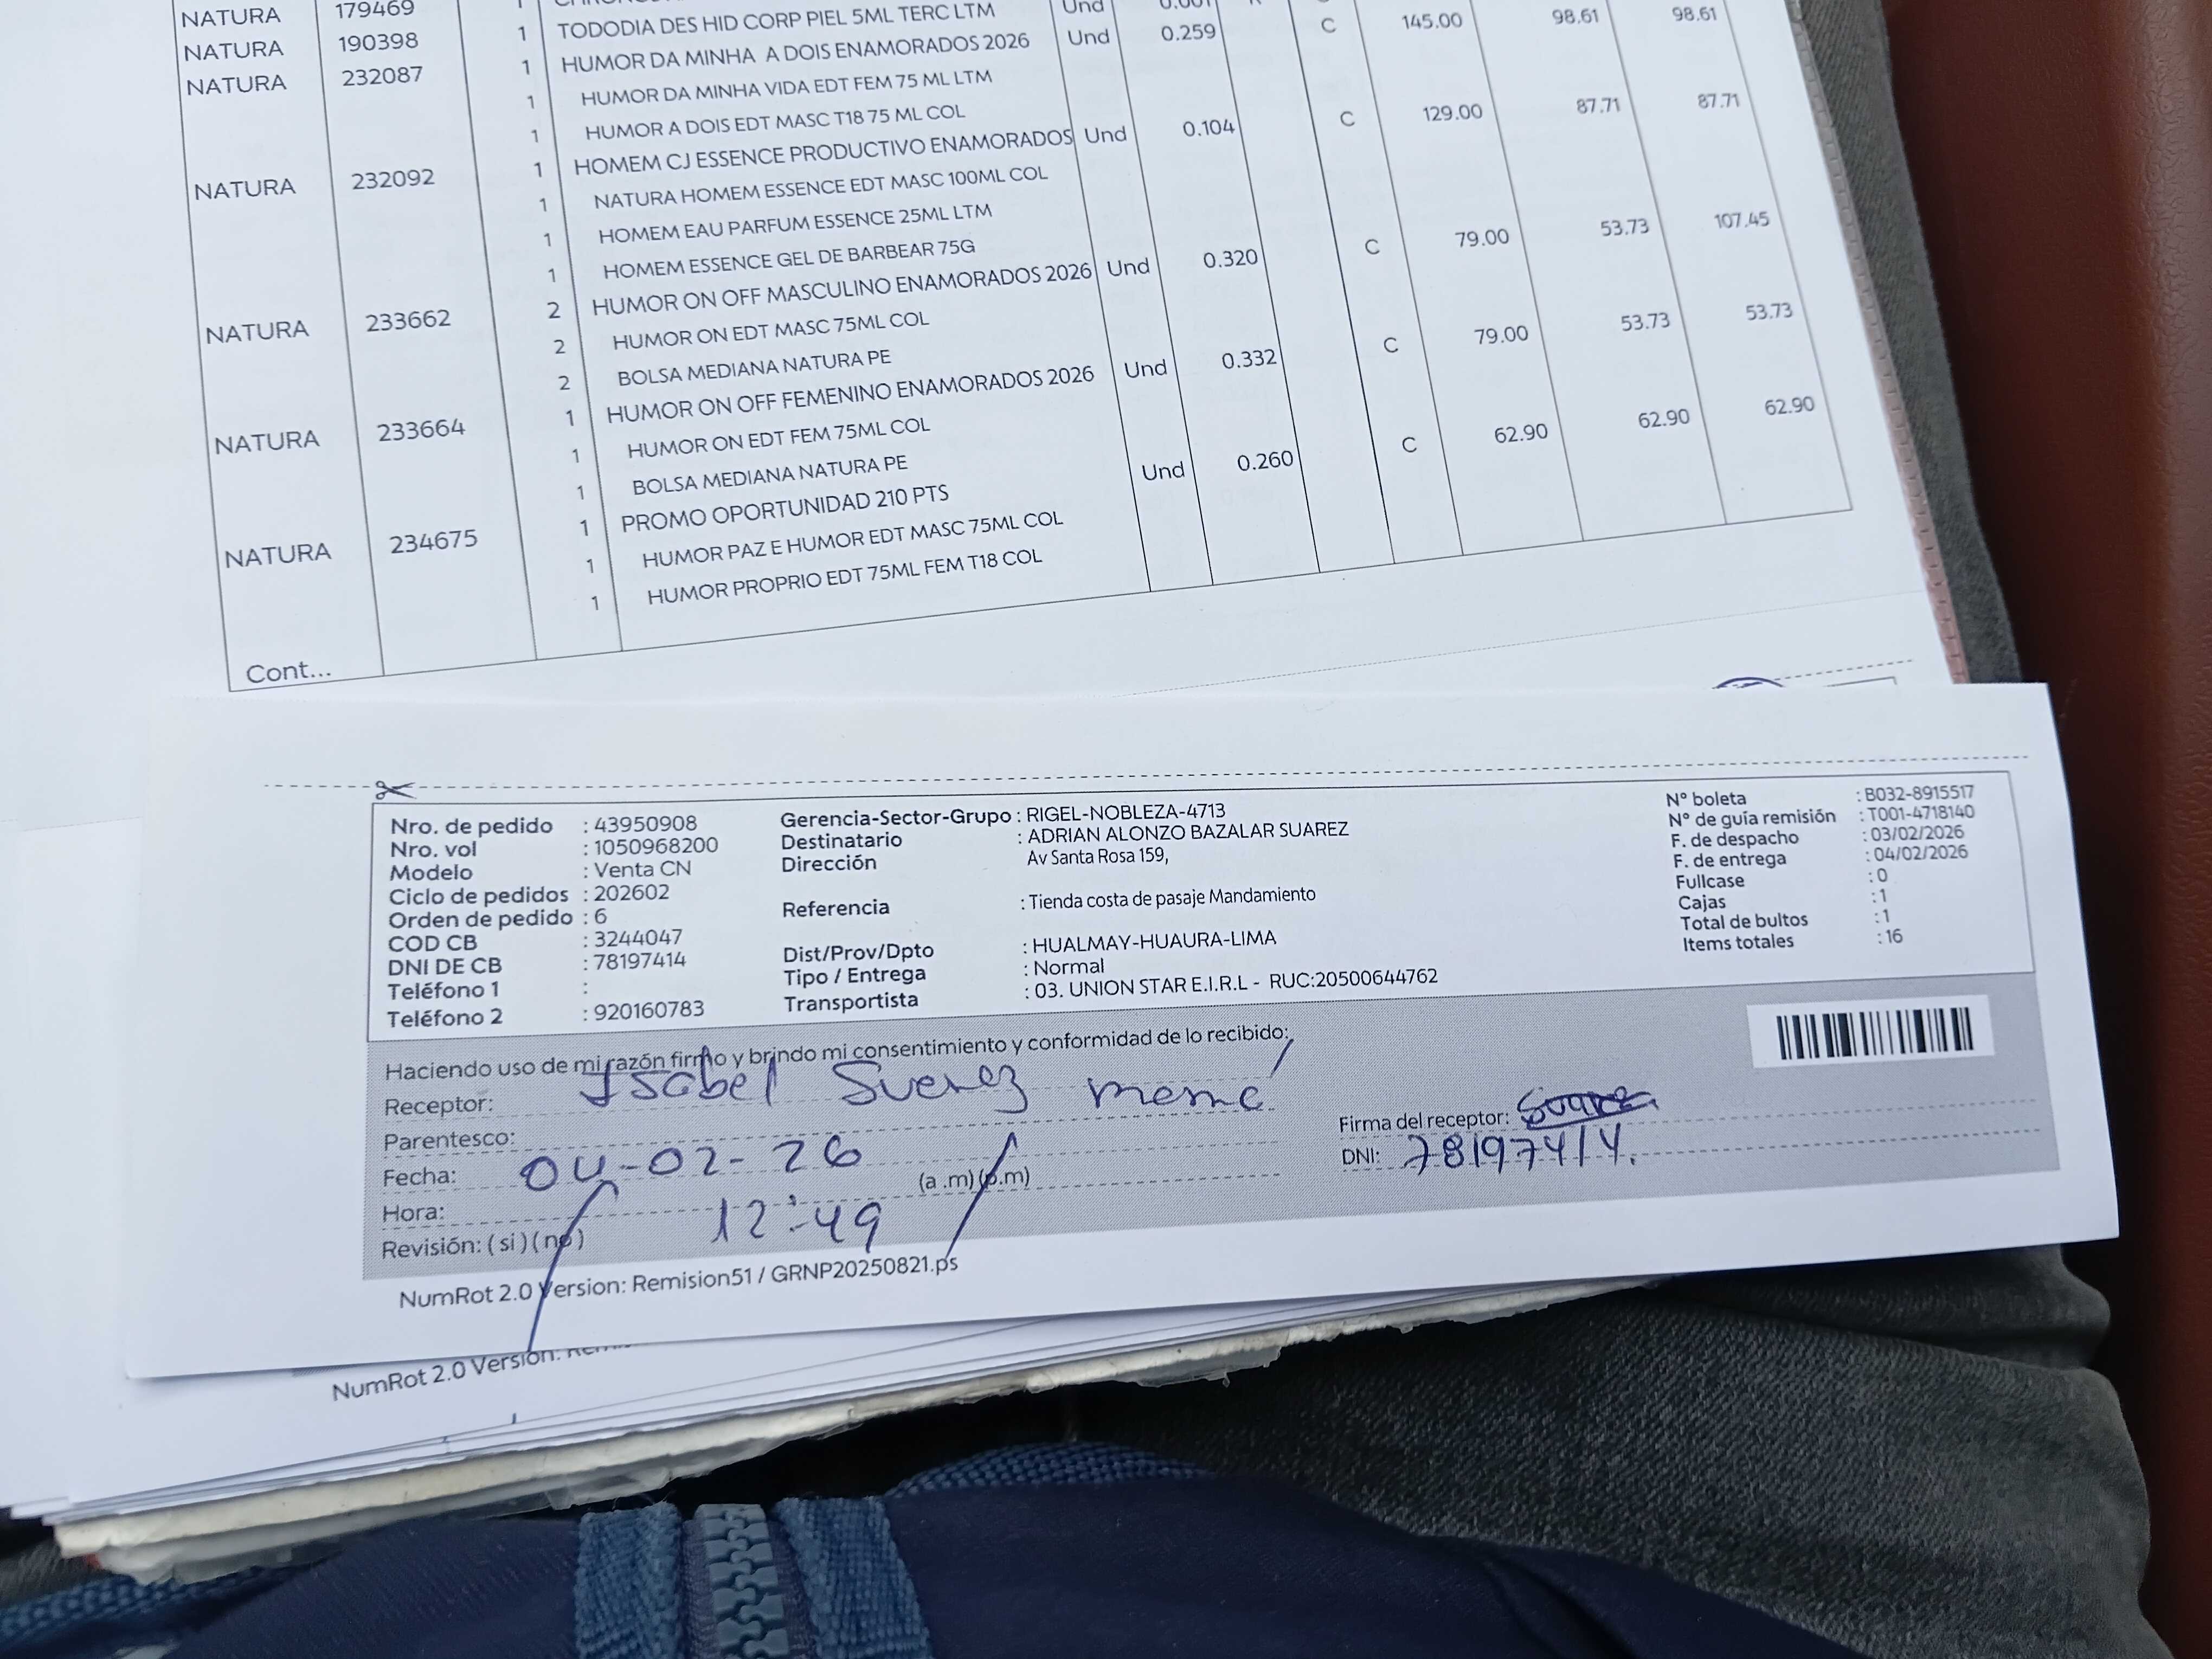 NATURA 179469 1
NATURA 190398 1 TODODIA DES HID CORP PIEL 5ML TERC LTM Und 0.001
NATURA 232087 1 HUMOR DA MINHA A DOIS ENAMORADOS 2026 Und 0.259 C 145.00 98.61 98.61
1 HUMOR DA MINHA VIDA EDT FEM 75 ML LTM
1 HUMOR A DOIS EDT MASC T18 75 ML COL
NATURA 232092 1 HOMEM CJ ESSENCE PRODUCTIVO ENAMORADOS Und 0.104 C 129.00 87.71 87.71
1 NATURA HOMEM ESSENCE EDT MASC 100ML COL
1 HOMEM EAU PARFUM ESSENCE 25ML LTM
1 HOMEM ESSENCE GEL DE BARBEAR 75G
NATURA 233662 2 HUMOR ON OFF MASCULINO ENAMORADOS 2026 Und 0.320 C 79.00 53.73 107.45
2 HUMOR ON EDT MASC 75ML COL
2 BOLSA MEDIANA NATURA PE
NATURA 233664 1 HUMOR ON OFF FEMENINO ENAMORADOS 2026 Und 0.332 C 79.00 53.73 53.73
1 HUMOR ON EDT FEM 75ML COL
1 BOLSA MEDIANA NATURA PE
NATURA 234675 1 PROMO OPORTUNIDAD 210 PTS Und 0.260 C 62.90 62.90 62.90
1 HUMOR PAZ E HUMOR EDT MASC 75ML COL
1 HUMOR PROPRIO EDT 75ML FEM T18 COL
Cont...
Nro. de pedido : 43950908
Nro. vol : 1050968200
Modelo : Venta CN
Ciclo de pedidos : 202602
Orden de pedido : 6
COD CB : 3244047
DNI DE CB : 78197414
Teléfono 1 :
Teléfono 2 : 920160783
Gerencia-Sector-Grupo : RIGEL-NOBLEZA-4713
Destinatario : ADRIAN ALONZO BAZALAR SUAREZ
Dirección Av Santa Rosa 159,
Referencia : Tienda costa de pasaje Mandamiento
Dist/Prov/Dpto : HUALMAY-HUAURA-LIMA
Tipo / Entrega : Normal
Transportista : 03. UNION STAR E.I.R.L - RUC:20500644762
N° boleta : B032-8915517
N° de guía remisión : T001-4718140
F. de despacho : 03/02/2026
F. de entrega : 04/02/2026
Fullcase : 0
Cajas : 1
Total de bultos : 1
Items totales : 16
Haciendo uso de mi razón firmo y brindo mi consentimiento y conformidad de lo recibido:
Receptor: Isabel Suerez memá
Parentesco:
Fecha: 04-02-26
Hora: 12:49 (a .m) (p.m)
Revisión: ( si ) ( no )
Firma del receptor: Suarez
DNI: 78197414.
NumRot 2.0 Version: Remision51 / GRNP20250821.ps
NumRot 2.0 Version: